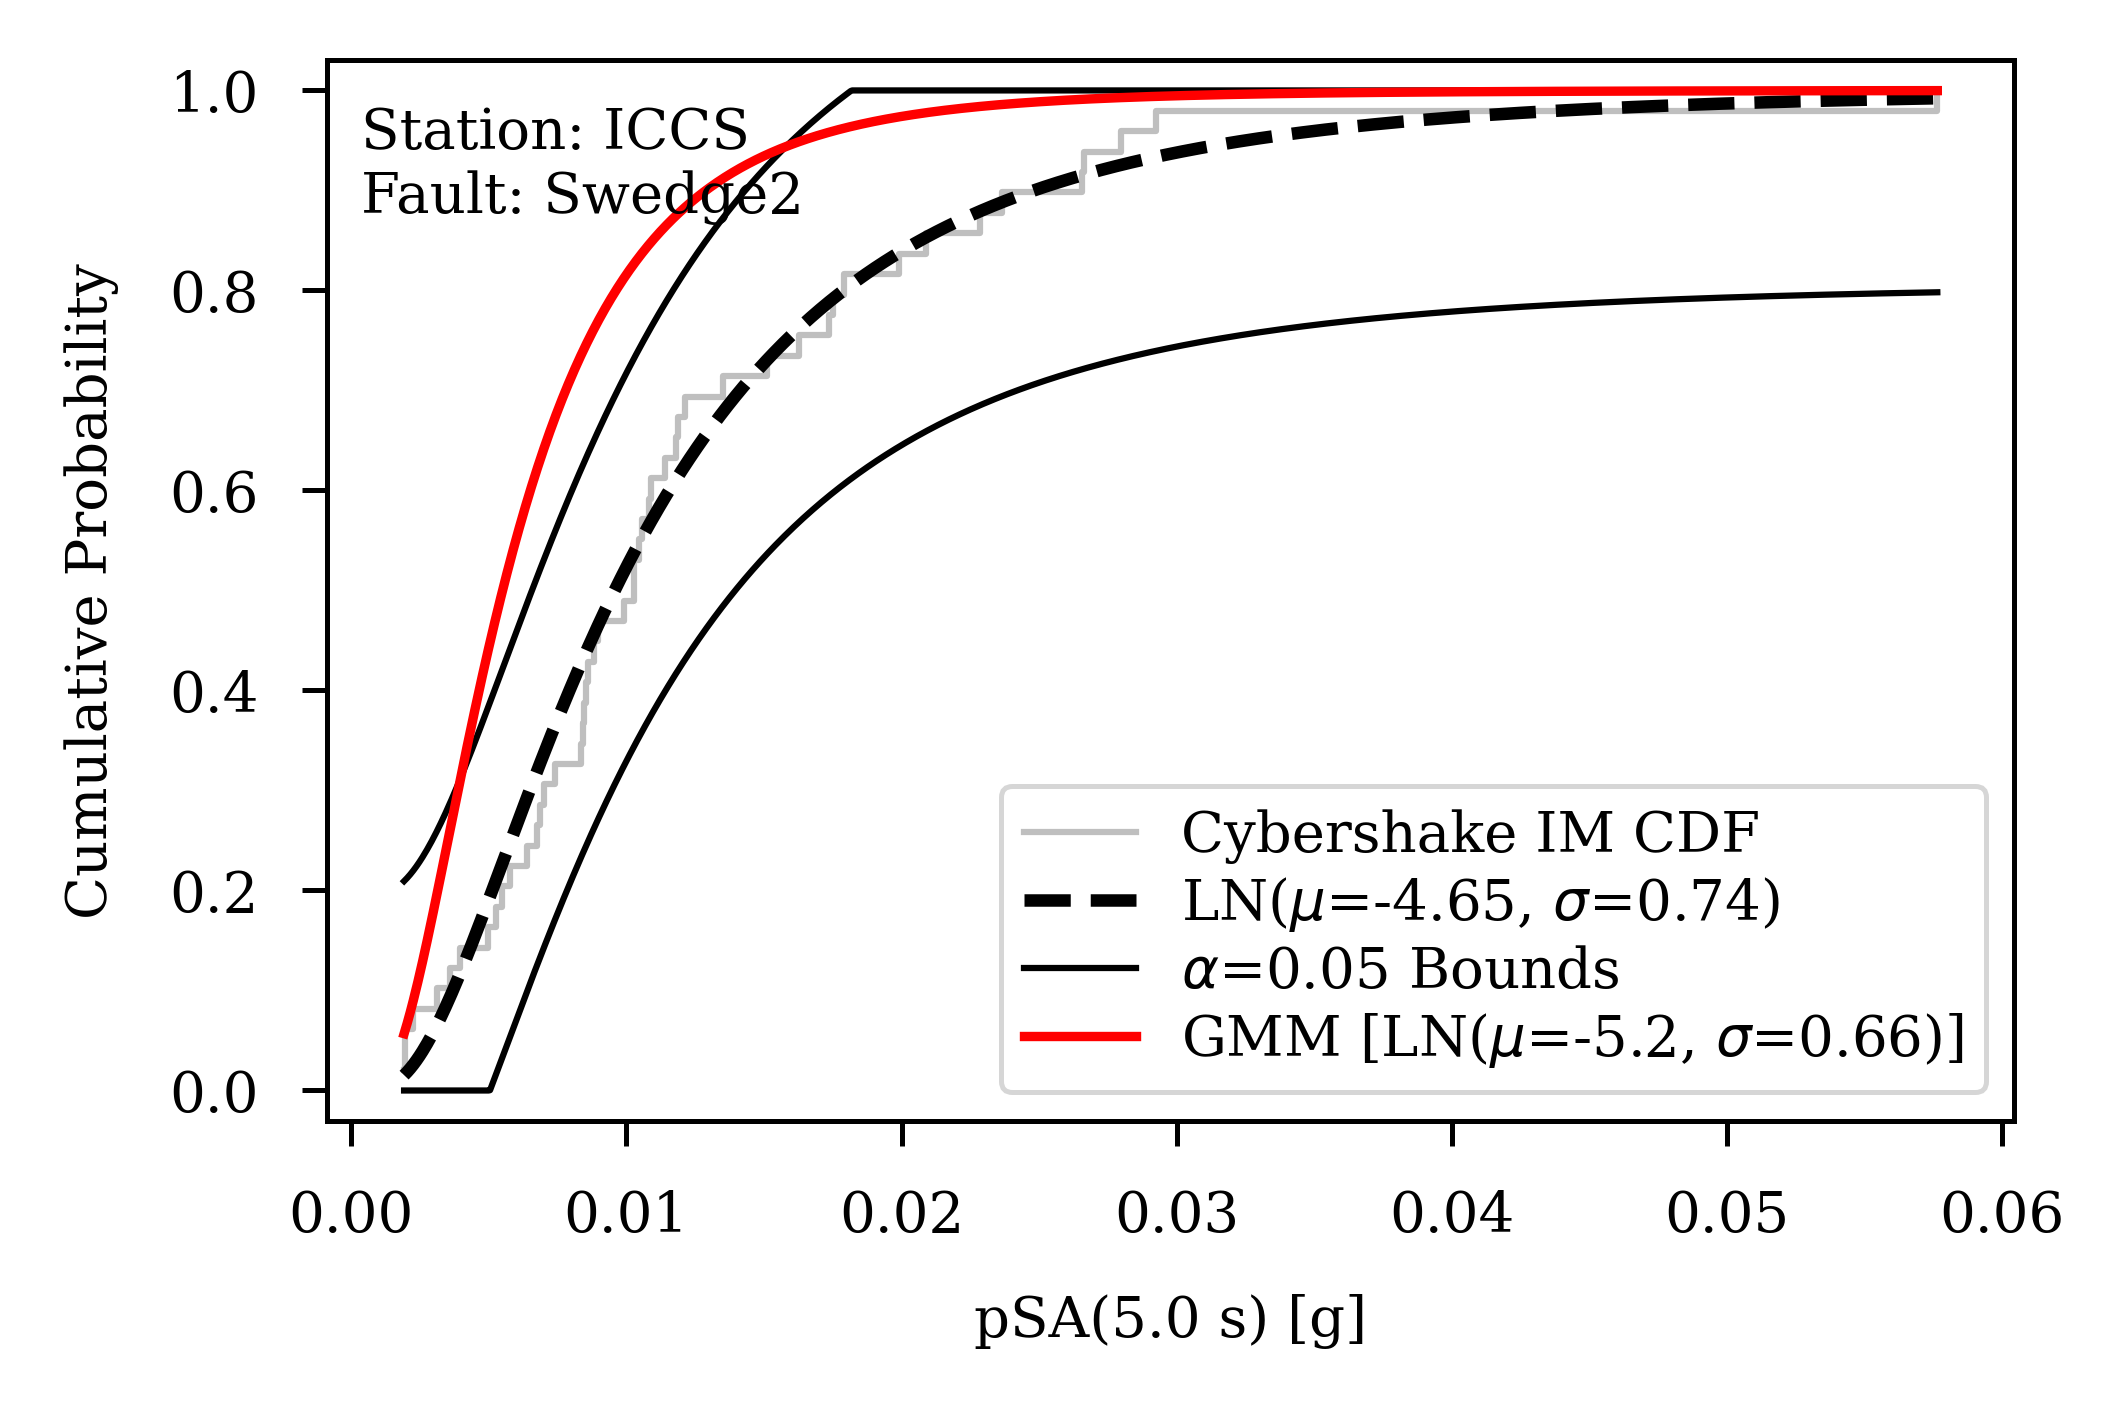 Station: ICCS
Fault: Swedge2
Cumulative Probability
1.0
0.8
0.6
0.4
0.2
0.0
Cybershake IM CDF
LN(μ=-4.65, σ=0.74)
α=0.05 Bounds
GMM [LN(μ=-5.2, σ=0.66)]
0.00 0.01 0.02 0.03 0.04 0.05 0.06
pSA(5.0 s) [g]